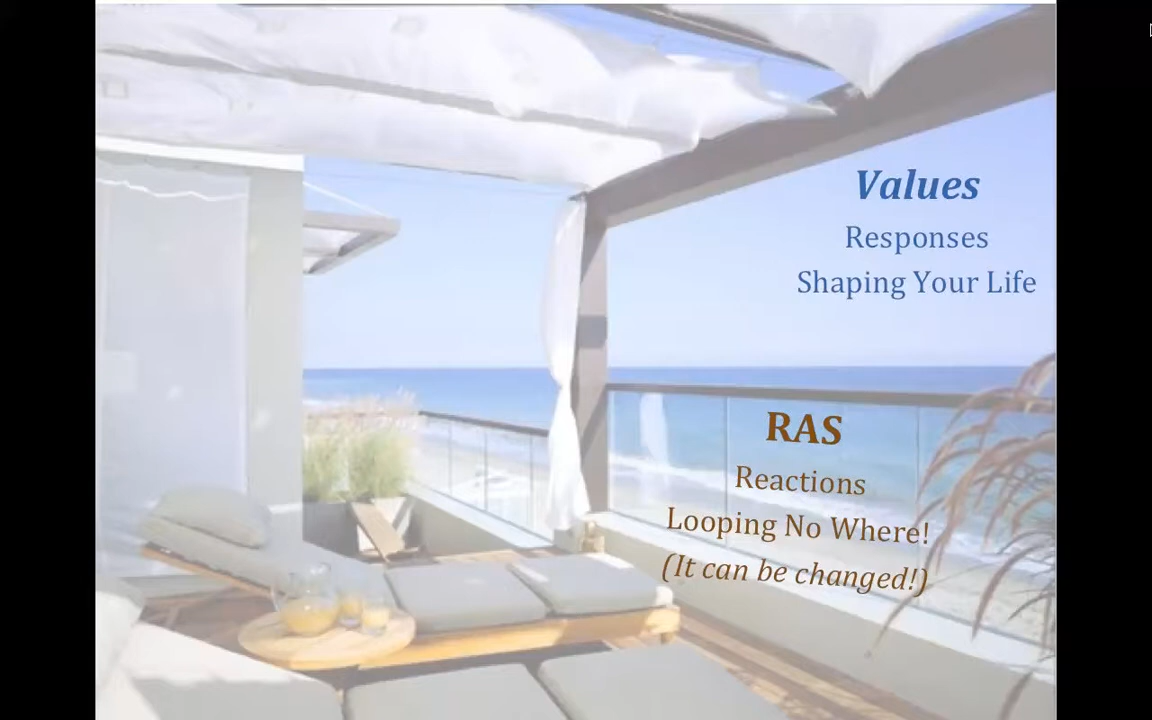 Values
Responses
Shaping Your Life
RAS
Reactions
Looping No Where!
(It can be changed!)